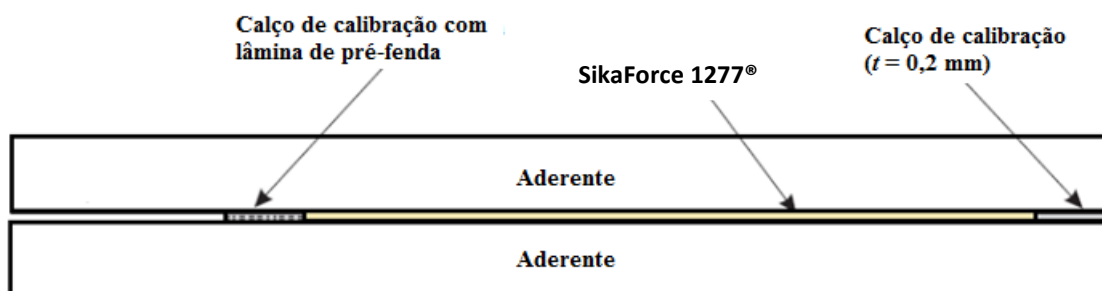 Calço de calibração com
lâmina de pré-fenda
Calço de calibração
(t = 0,2 mm)
SikaForce 1277®
Aderente
Aderente